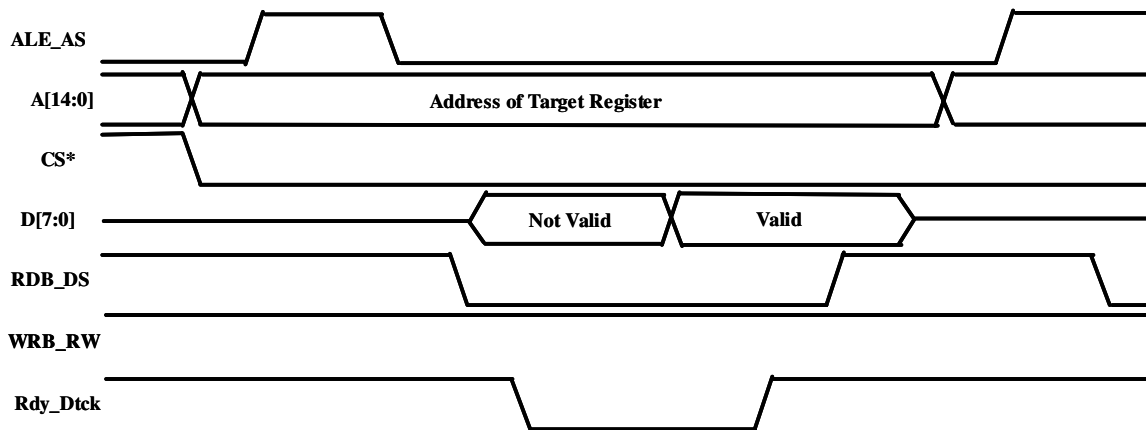 ALE_AS
A[14:0]
Address of Target Register
CS*
D[7:0]
Not Valid
Valid
RDB_DS
WRB_RW
Rdy_Dtck